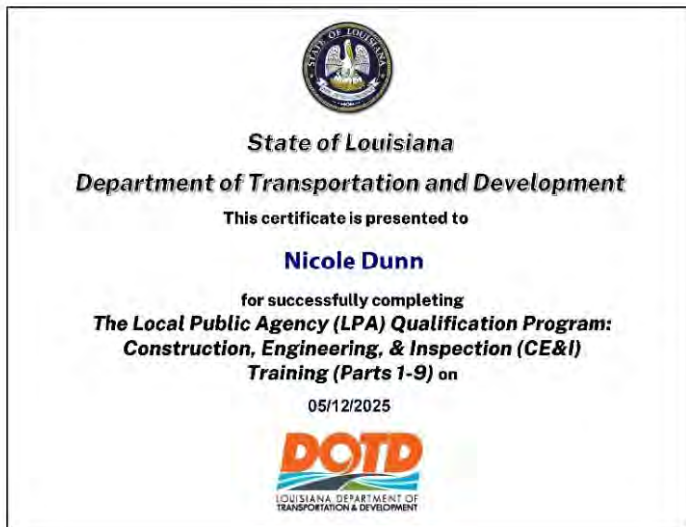 STATE OF LOUISIANA
State of Louisiana
Department of Transportation and Development
This certificate is presented to
Nicole Dunn
for successfully completing
The Local Public Agency (LPA) Qualification Program:
Construction, Engineering, & Inspection (CE&I)
Training (Parts 1-9) on
05/12/2025
DOTD
LOUISIANA DEPARTMENT OF
TRANSPORTATION & DEVELOPMENT